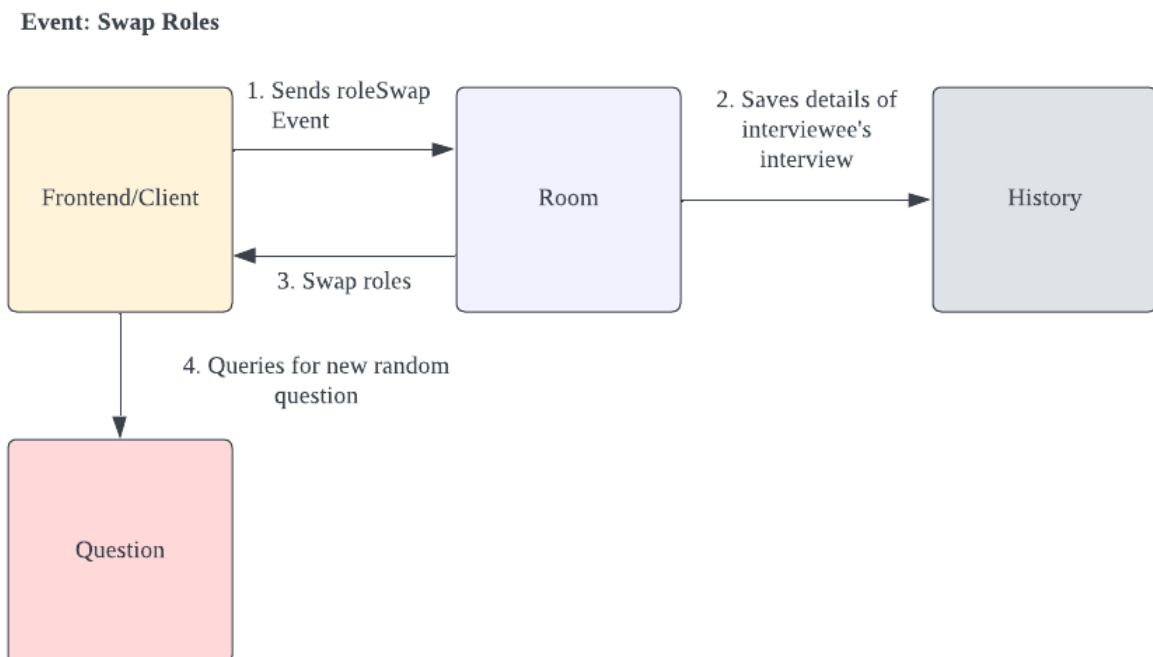 Event: Swap Roles
1. Sends roleSwap
Event
2. Saves details of
interviewee's
interview
Frontend/Client
Room
History
3. Swap roles
4. Queries for new random
question
Question